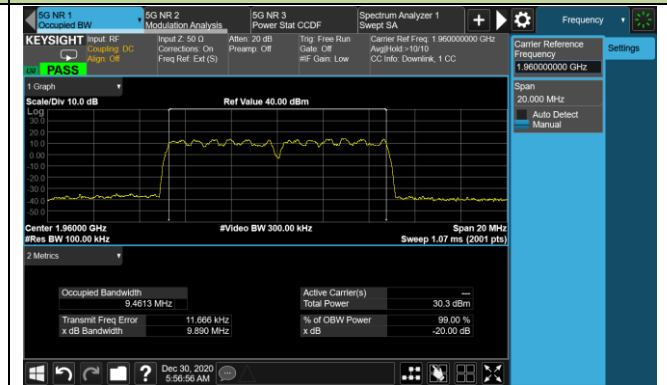 5G NR 1
Occupied BW
5G NR 2
Modulation Analysis
5G NR 3
Power Stat CCDF
Spectrum Analyzer 1
Swept SA
Frequency
KEYSIGHT
Input: RF
Coupling: DC
Align: Off
Input Z: 50 Ω
Corrections: On
Freq Ref: Ext (S)
Atten: 20 dB
Preamp: Off
Trig: Free Run
Gate: Off
#IF Gain: Low
Carrier Ref Freq: 1.960000000 GHz
Avg|Hold:>10/10
CC Info: Downlink, 1 CC
PASS
Carrier Reference
Frequency
1.960000000 GHz
Settings
Span
20.000 MHz
Auto Detect
Manual
1 Graph
Scale/Div 10.0 dB
Ref Value 40.00 dBm
Log
30.0
20.0
10.0
0.00
-10.0
-20.0
-30.0
-40.0
-50.0
Center 1.96000 GHz
#Video BW 300.00 kHz
Span 20 MHz
#Res BW 100.00 kHz
Sweep 1.07 ms (2001 pts)
2 Metrics
Occupied Bandwidth
9.4613 MHz
Transmit Freq Error
11.666 kHz
x dB Bandwidth
9.890 MHz
Active Carrier(s)
---
Total Power
30.3 dBm
% of OBW Power
99.00 %
x dB
-20.00 dB
Dec 30, 2020
5:56:56 AM